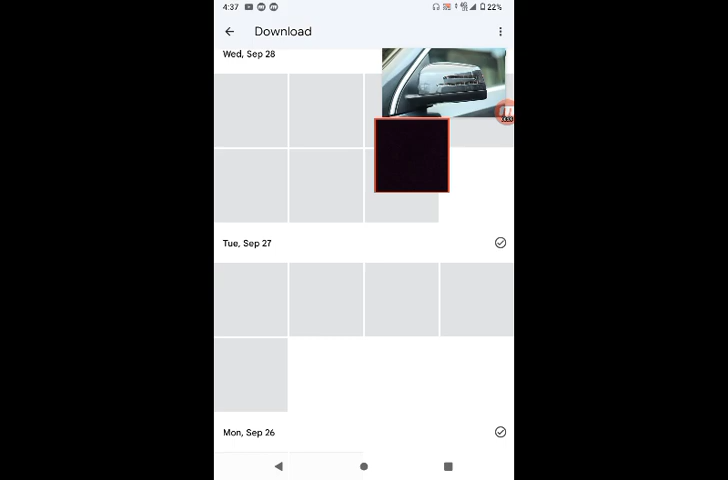 4:37
22%
Download
Wed, Sep 28
Tue, Sep 27
Mon, Sep 26